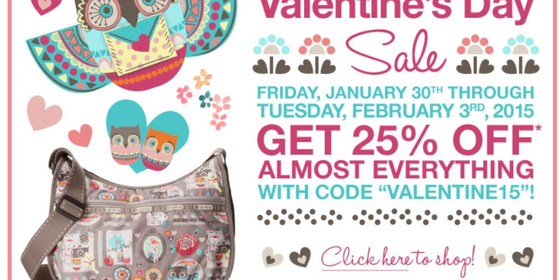 Valentine's Day
Sale
FRIDAY, JANUARY 30TH THROUGH
TUESDAY, FEBRUARY 3RD, 2015
GET 25% OFF*
ALMOST EVERYTHING
WITH CODE “VALENTINE15”!
Click here to shop!